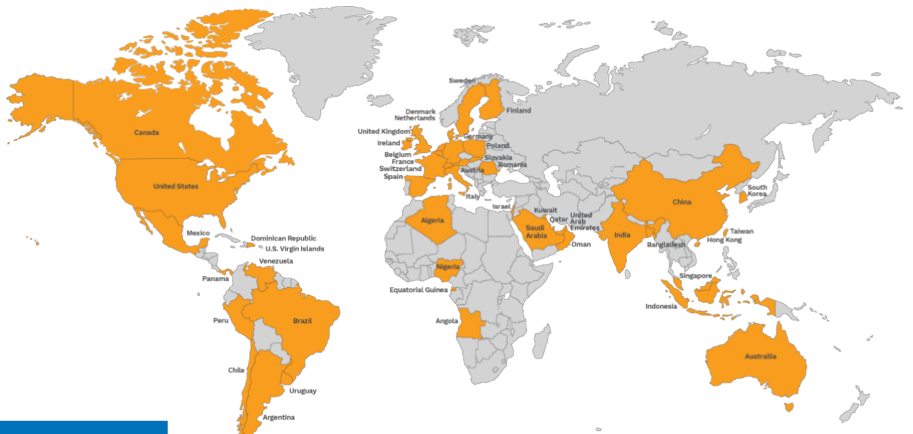 Canada
United States
Mexico
Dominican Republic
U.S. Virgin Islands
Venezuela
Panama
Peru
Brazil
Chile
Uruguay
Argentina
Sweden
Finland
Denmark
Netherlands
United Kingdom
Germany
Ireland
Poland
Belgium
Slovakia
France
Romania
Switzerland
Austria
Spain
Italy
Israel
Algeria
Kuwait
Qatar
United
Arab
Emirates
Saudi
Arabia
Oman
Nigeria
Equatorial Guinea
Angola
China
South
Korea
India
Bangladesh
Taiwan
Hong Kong
Singapore
Indonesia
Austrailia